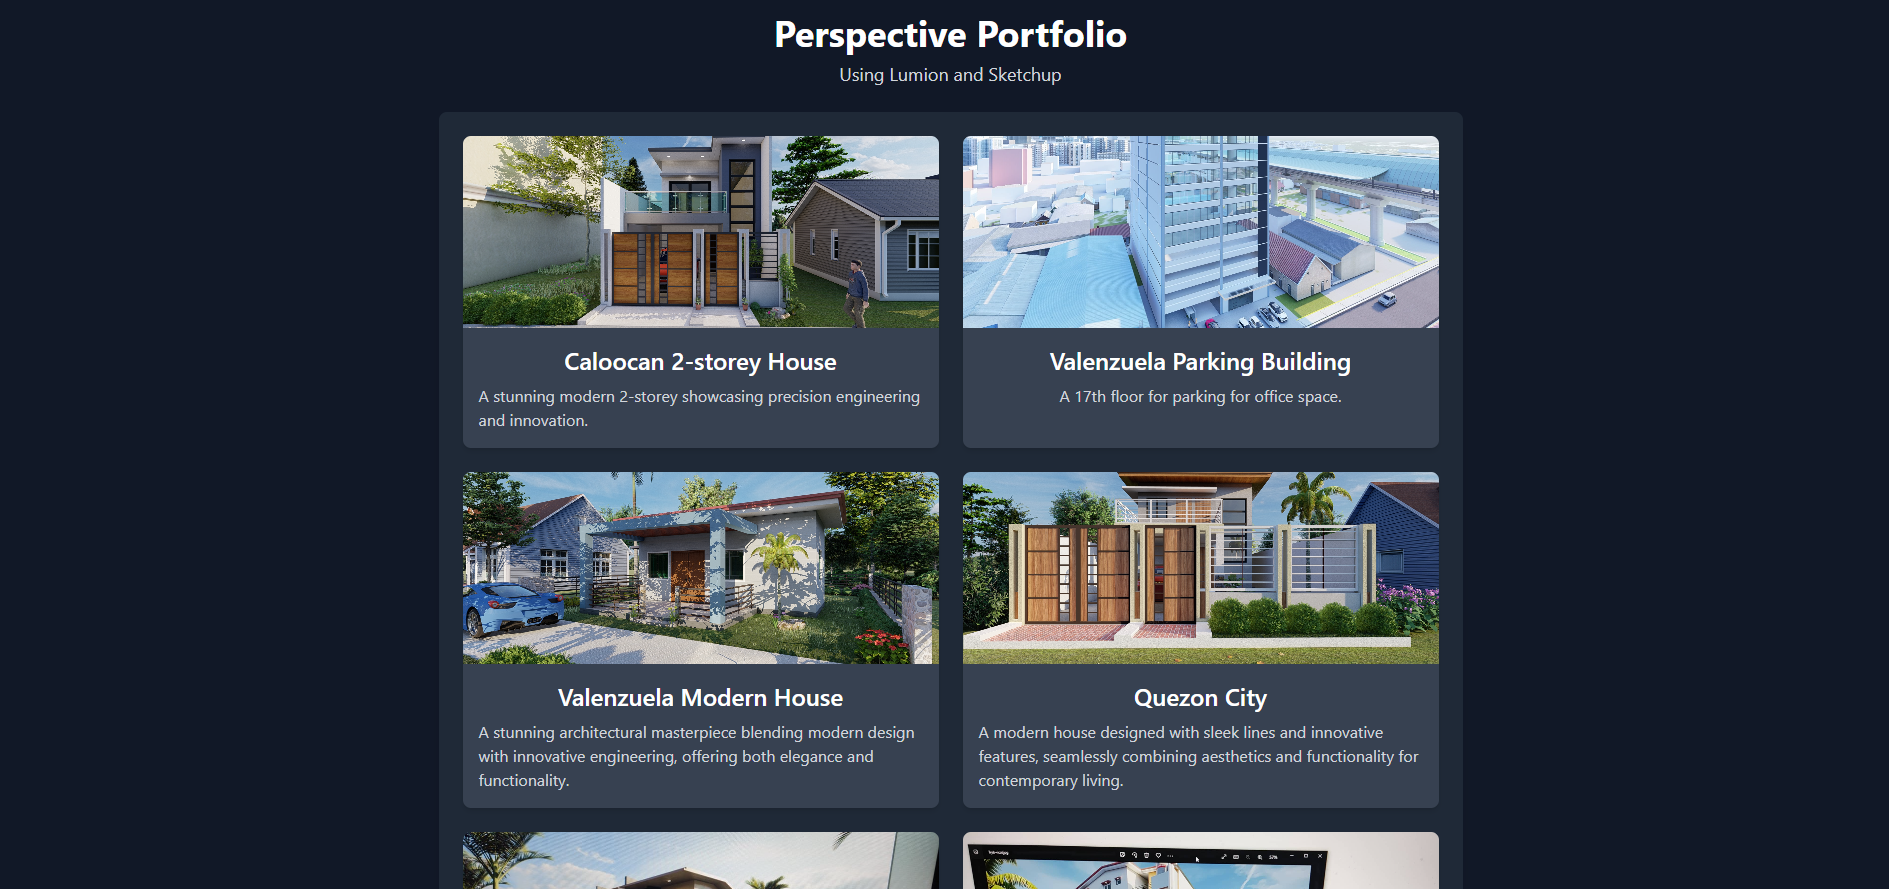 Perspective Portfolio
Using Lumion and Sketchup
Caloocan 2-storey House
A stunning modern 2-storey showcasing precision engineering
and innovation.
Valenzuela Parking Building
A 17th floor for parking for office space.
Valenzuela Modern House
A stunning architectural masterpiece blending modern design
with innovative engineering, offering both elegance and
functionality.
Quezon City
A modern house designed with sleek lines and innovative
features, seamlessly combining aesthetics and functionality for
contemporary living.
57%